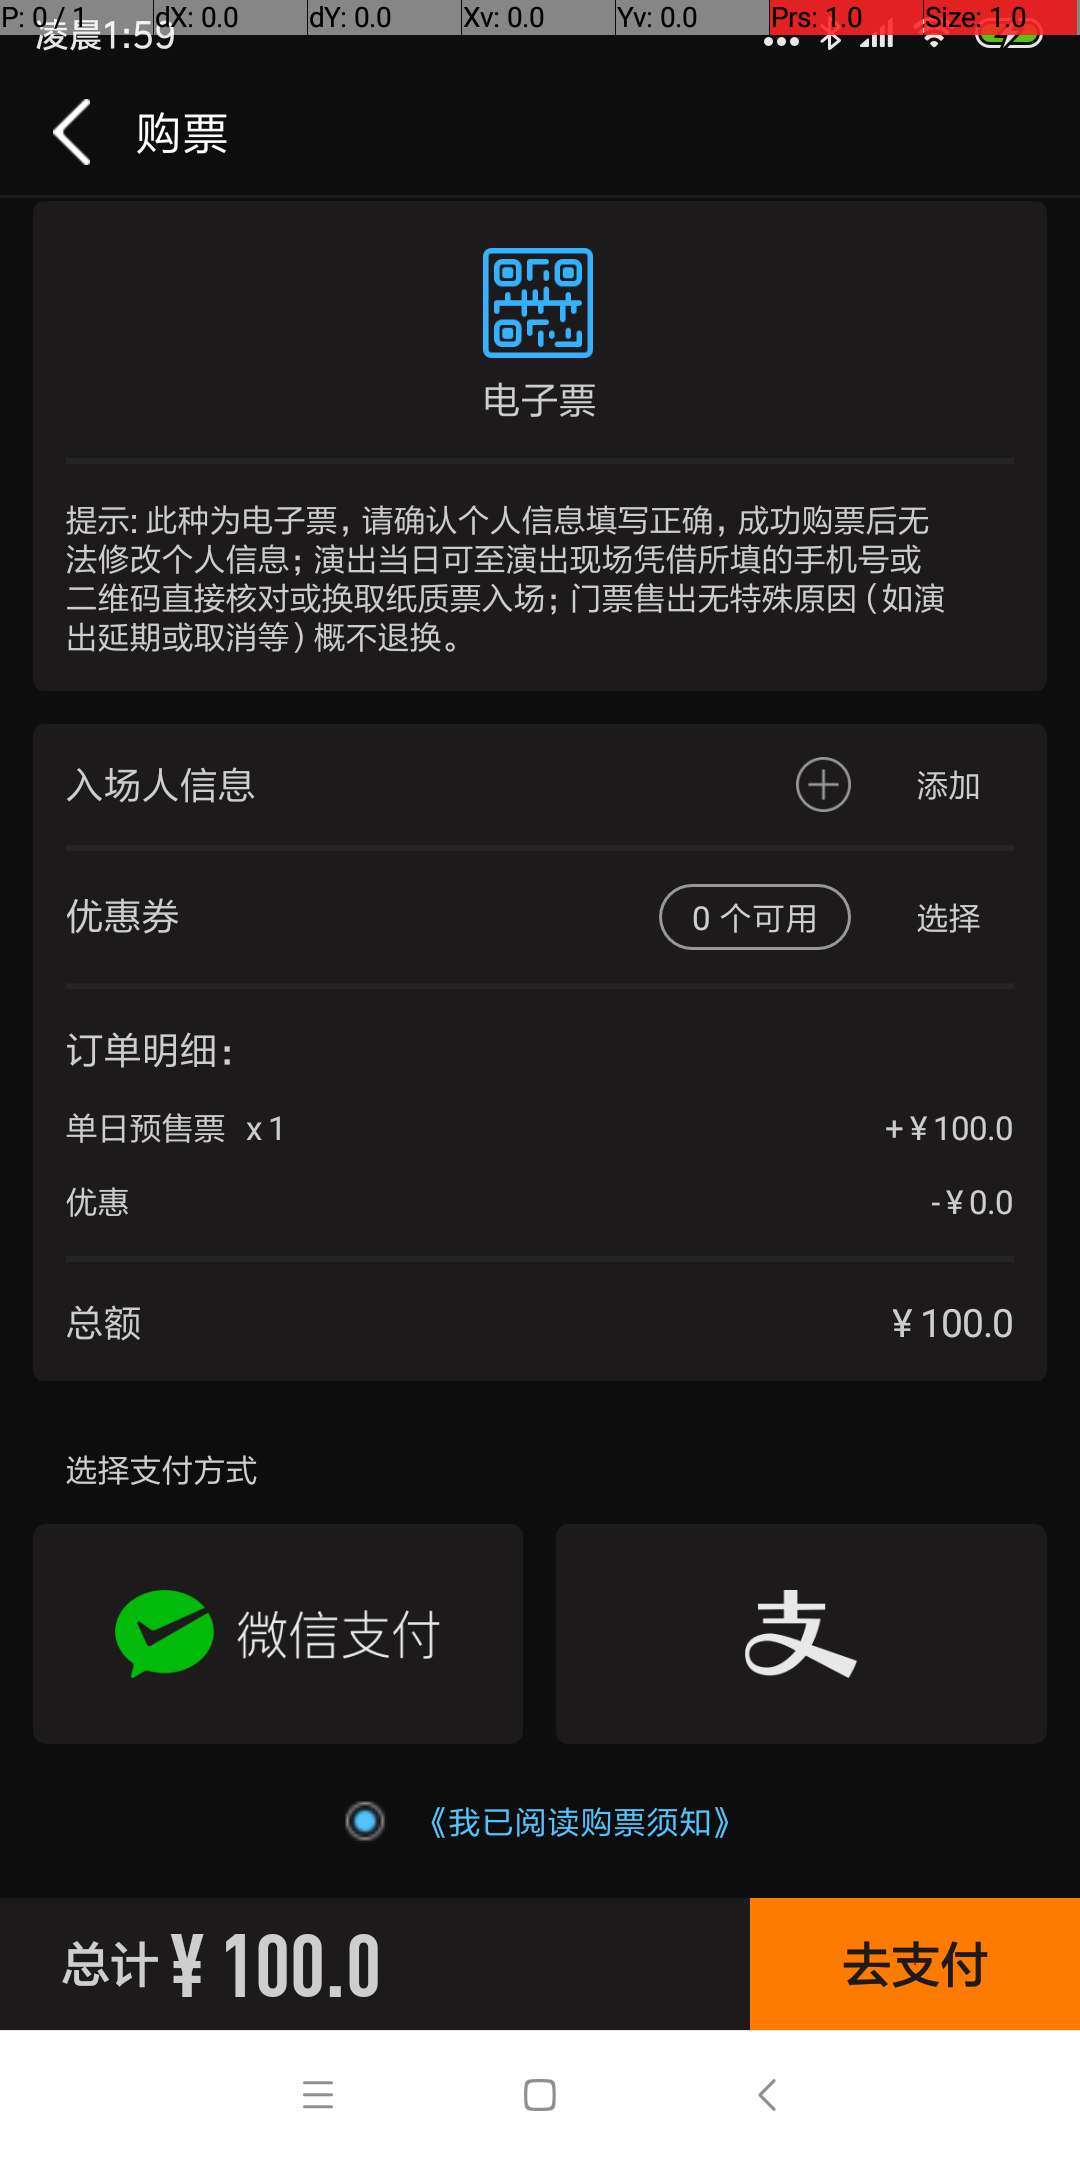 P: 0 / 1 dX: 0.0 dY: 0.0 Xv: 0.0 Yv: 0.0 Prs: 1.0 Size: 1.0
凌晨1:59
购票
电子票
提示: 此种为电子票，请确认个人信息填写正确，成功购票后无
法修改个人信息；演出当日可至演出现场凭借所填的手机号或
二维码直接核对或换取纸质票入场；门票售出无特殊原因（如演
出延期或取消等）概不退换。
入场人信息 添加
优惠券 0 个可用 选择
订单明细：
单日预售票 x 1 + ¥ 100.0
优惠 - ¥ 0.0
总额 ¥ 100.0
选择支付方式
微信支付 支
《我已阅读购票须知》
总计 ¥ 100.0 去支付